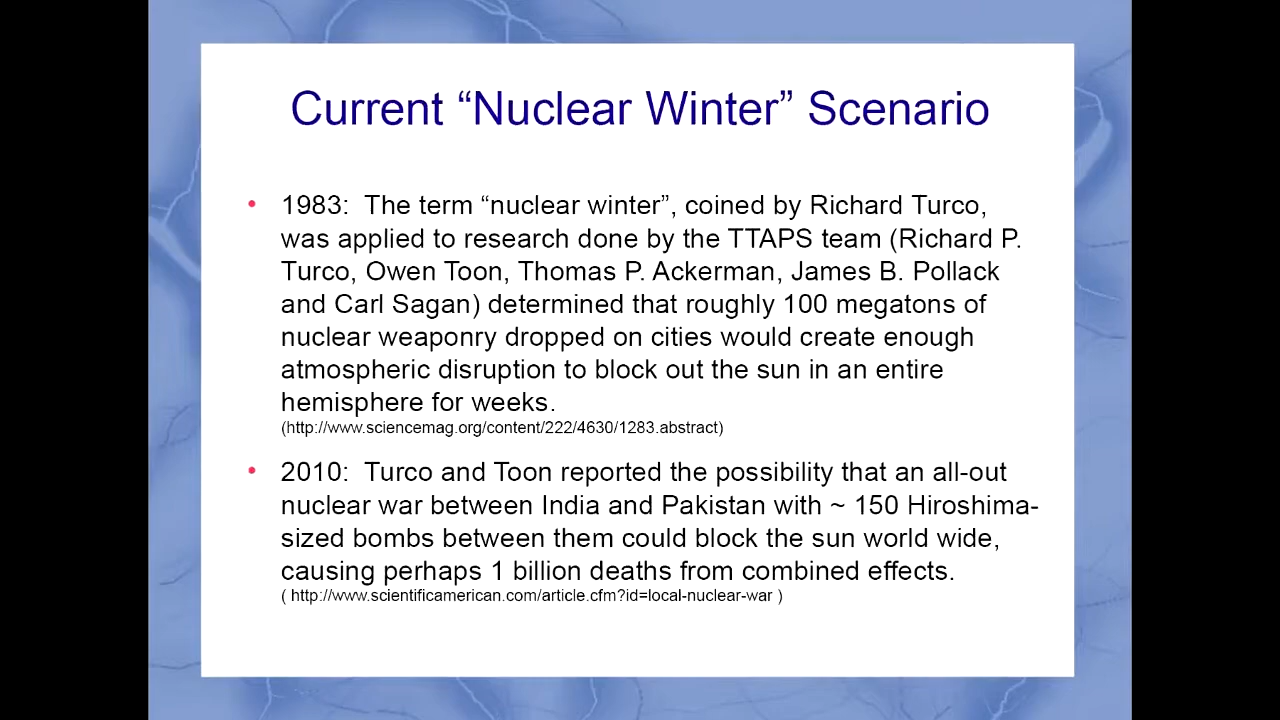 Current “Nuclear Winter” Scenario
• 1983:  The term “nuclear winter”, coined by Richard Turco,
was applied to research done by the TTAPS team (Richard P.
Turco, Owen Toon, Thomas P. Ackerman, James B. Pollack
and Carl Sagan) determined that roughly 100 megatons of
nuclear weaponry dropped on cities would create enough
atmospheric disruption to block out the sun in an entire
hemisphere for weeks.
(http://www.sciencemag.org/content/222/4630/1283.abstract)
• 2010:  Turco and Toon reported the possibility that an all-out
nuclear war between India and Pakistan with ~ 150 Hiroshima-
sized bombs between them could block the sun world wide,
causing perhaps 1 billion deaths from combined effects.
( http://www.scientificamerican.com/article.cfm?id=local-nuclear-war )